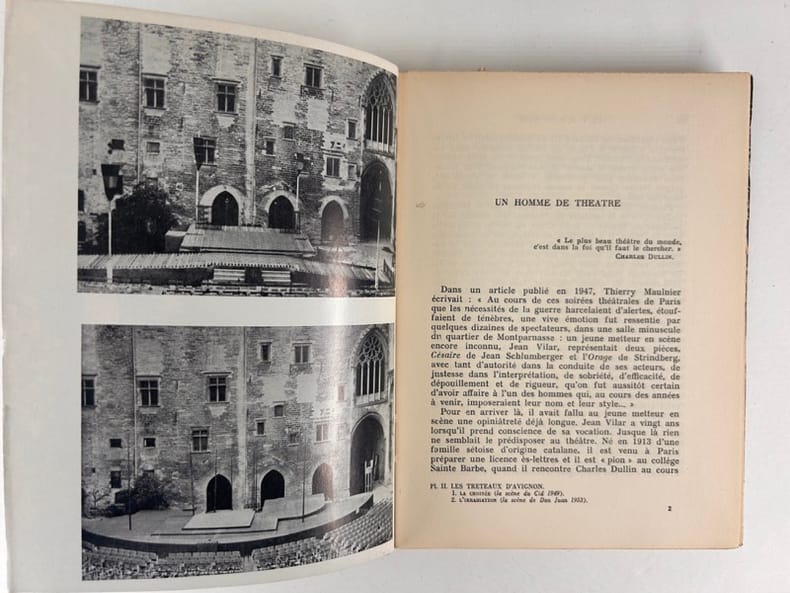 UN HOMME DE THEATRE
« Le plus beau théâtre du monde,
c'est dans la foi qu'il faut le chercher. »
CHARLES DULLIN.
Dans un article publié en 1947, Thierry Maulnier
écrivait : « Au cours de ces soirées théâtrales de Paris
que les nécessités de la guerre harcelaient d'alertes, étouf-
faient de ténèbres, une vive émotion fut ressentie par
quelques dizaines de spectateurs, dans une salle minuscule
du quartier de Montparnasse : un jeune metteur en scène
encore inconnu, Jean Vilar, représentait deux pièces,
Césaire de Jean Schlumberger et l'Orage de Strindberg,
avec tant d'autorité dans la conduite de ses acteurs, de
justesse dans l'interprétation, de sobriété, d'efficacité, de
dépouillement et de rigueur, qu'on fut aussitôt certain
d'avoir affaire à l'un des hommes qui, au cours des années
à venir, imposeraient leur nom et leur style... »
Pour en arriver là, il avait fallu au jeune metteur en
scène une opiniâtreté déjà longue. Jean Vilar a vingt ans
lorsqu'il prend conscience de sa vocation. Jusque là rien
ne semblait le prédisposer au théâtre. Né en 1913 d'une
famille sétoise d'origine catalane, il est venu à Paris
préparer une licence ès-lettres et il est « pion » au collège
Sainte Barbe, quand il rencontre Charles Dullin au cours
Pl. II. LES TRETEAUX D'AVIGNON.
1. LA CROISÉE (la scène du Cid 1949).
2. L'IRRADIATION (la scène de Don Juan 1953).
2